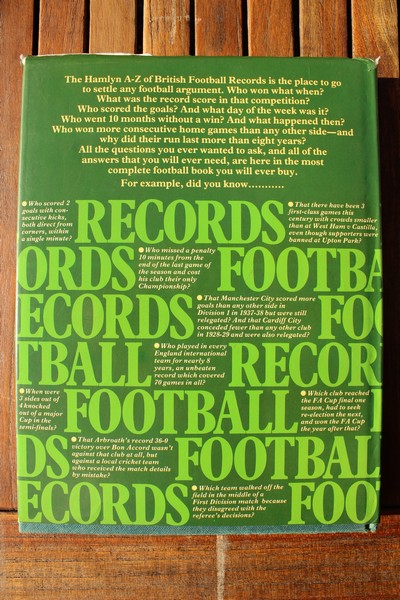 The Hamlyn A-Z of British Football Records is the place to go
to settle any football argument. Who won what when?
What was the record score in that competition?
Who scored the goals? And what day of the week was it?
Who went 10 months without a win? And what happened then?
Who won more consecutive home games than any other side—and
why did their run last more than eight years?
All the questions you ever wanted to ask, and all of the
answers that you will ever need, are here in the most
complete football book you will ever buy.
For example, did you know...........
• Who scored 2
goals with con-
secutive kicks,
both direct from
corners, within
a single minute?
RECORDS
• That there have been 3
first-class games this
century with crowds smaller
than at West Ham v Castilla,
even though supporters were
banned at Upton Park?
ORDS
• Who missed a penalty
10 minutes from the
end of the last game of
the season and cost
his club their only
Championship?
FOOTBA
ECORDS
• That Manchester City scored more
goals than any other side in
Division 1 in 1937-38 but were still
relegated? And that Cardiff City
conceded fewer than any other club
in 1928-29 and were also relegated?
FOO
TBALL
• Who played in every
England international
team for nearly 8
years, an unbeaten
record which covered
70 games in all?
RECOR
• When were
3 sides out of
4 knocked
out of a major
Cup in the
semi-finals?
FOOTBALL
• Which club reached
the FA Cup final one
season, had to seek
re-election the next,
and won the FA Cup
the year after that?
DS
• That Arbroath's record 36-0
victory over Bon Accord wasn't
against that club at all, but
against a local cricket team
who received the match details
by mistake?
FOOTBAL
ECORDS
• Which team walked off the
field in the middle of a
First Division match because
they disagreed with the
referee's decisions?
FOO